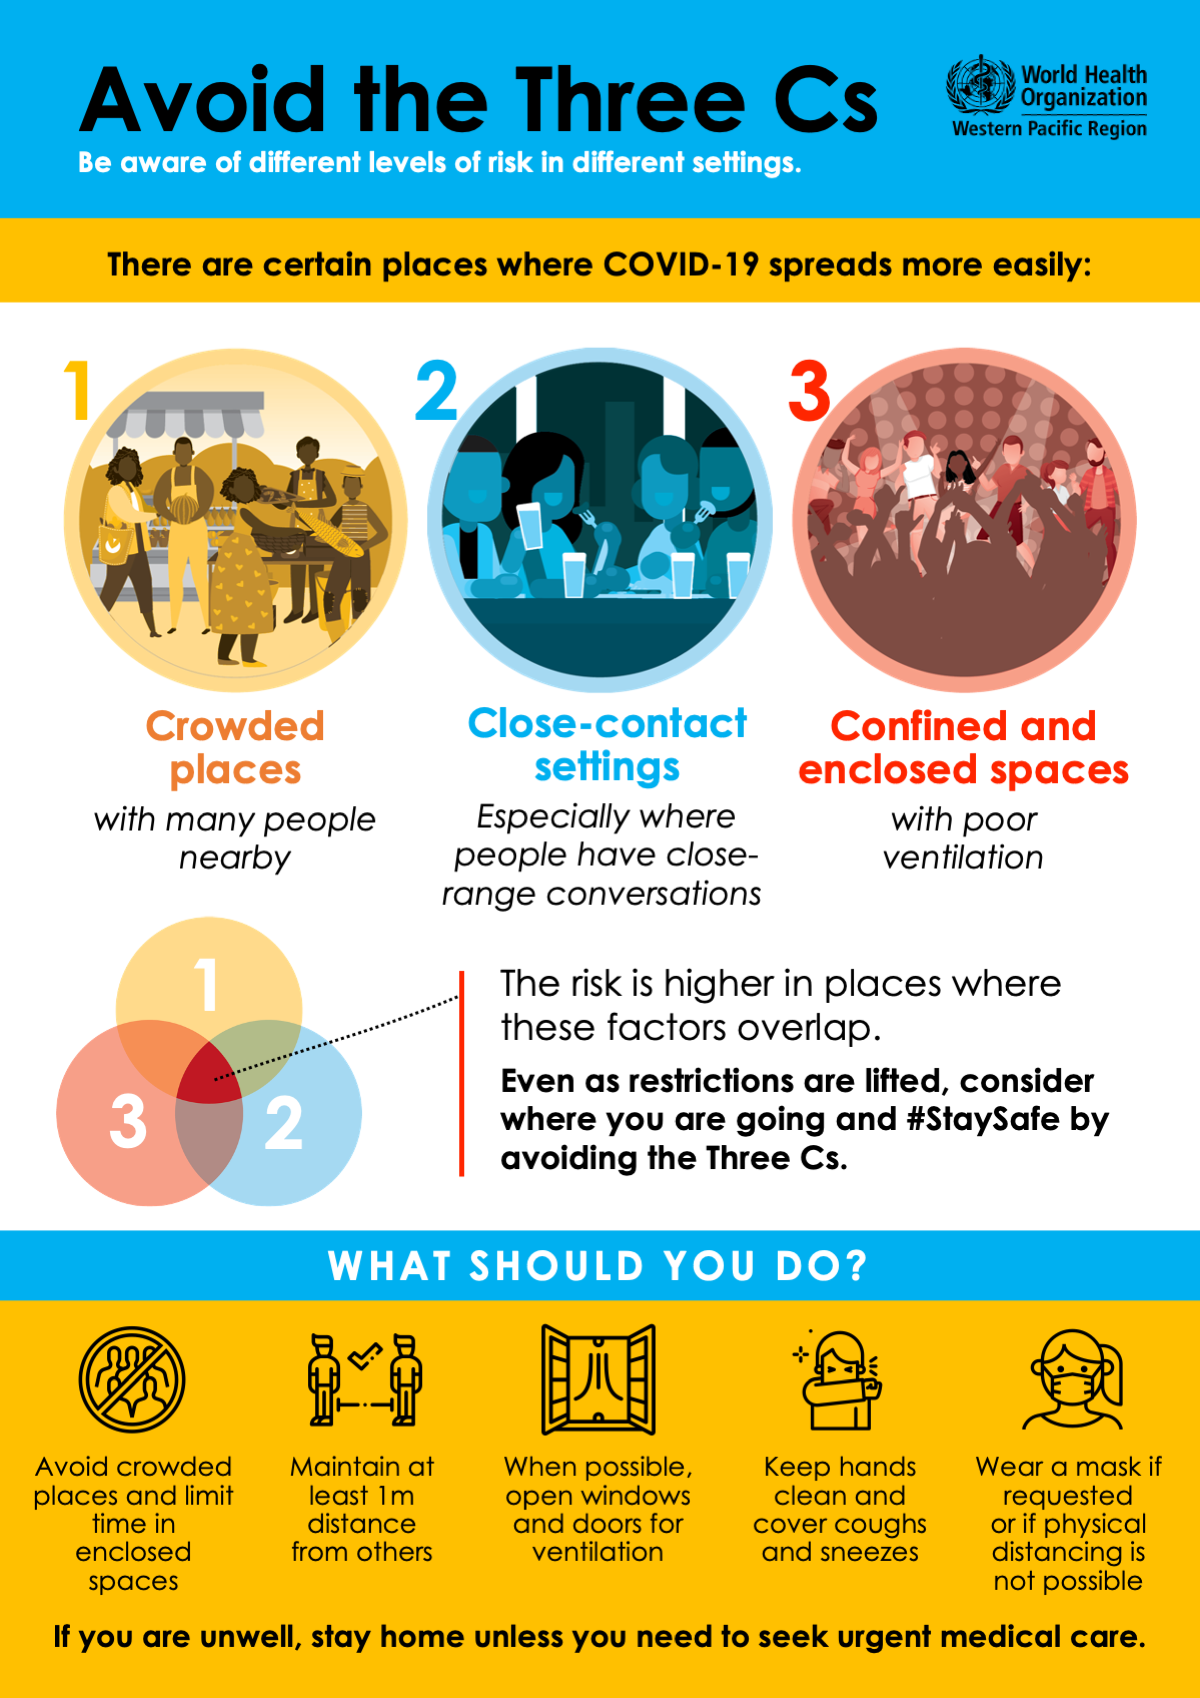 Avoid the Three Cs
Be aware of different levels of risk in different settings.
World Health
Organization
Western Pacific Region
There are certain places where COVID-19 spreads more easily:
1
2
3
Crowded
places
with many people
nearby
Close-contact
settings
Especially where
people have close-
range conversations
Confined and
enclosed spaces
with poor
ventilation
1
3
2
The risk is higher in places where
these factors overlap.
Even as restrictions are lifted, consider
where you are going and #StaySafe by
avoiding the Three Cs.
WHAT SHOULD YOU DO?
Avoid crowded
places and limit
time in
enclosed
spaces
Maintain at
least 1m
distance
from others
When possible,
open windows
and doors for
ventilation
Keep hands
clean and
cover coughs
and sneezes
Wear a mask if
requested
or if physical
distancing is
not possible
If you are unwell, stay home unless you need to seek urgent medical care.